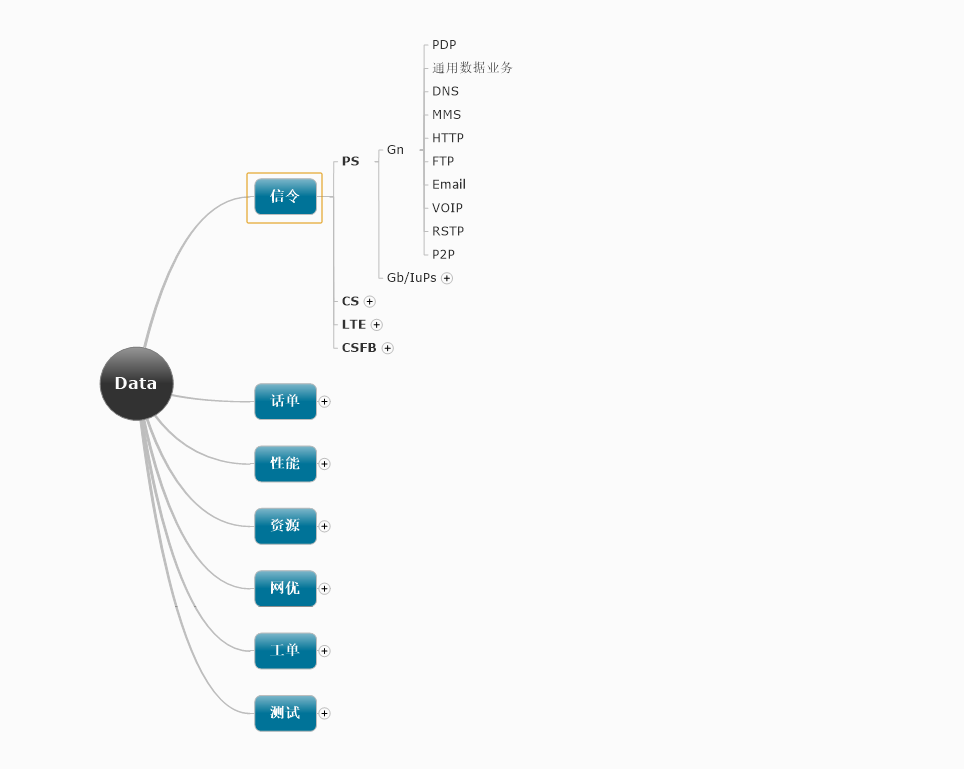 Data
信令
PS
Gn
PDP
通用数据业务
DNS
MMS
HTTP
FTP
Email
VOIP
RSTP
P2P
Gb/IuPs
CS
LTE
CSFB
话单
性能
资源
网优
工单
测试